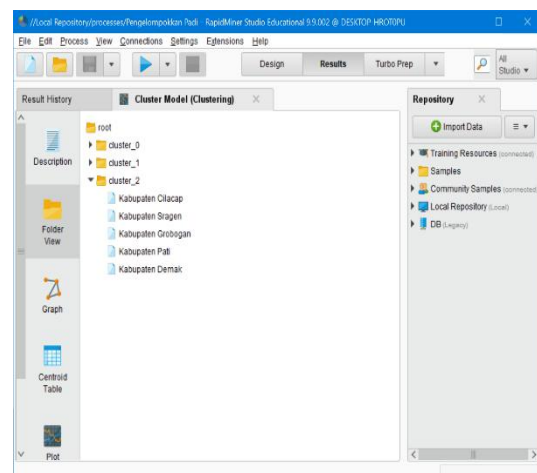 //Local Repository/processes/Pengelompokkan Padi - RapidMiner Studio Educational 9.9.002 @ DESKTOP-HROT0PU
File Edit Process View Connections Settings Extensions Help
Design Results Turbo Prep All Studio
Result History Cluster Model (Clustering) Repository
Import Data
Description
Folder View
Graph
Centroid Table
Plot
root
cluster_0
cluster_1
cluster_2
Kabupaten Cilacap
Kabupaten Sragen
Kabupaten Grobogan
Kabupaten Pati
Kabupaten Demak
Training Resources (connected)
Samples
Community Samples (connected)
Local Repository (Local)
DB (Legacy)